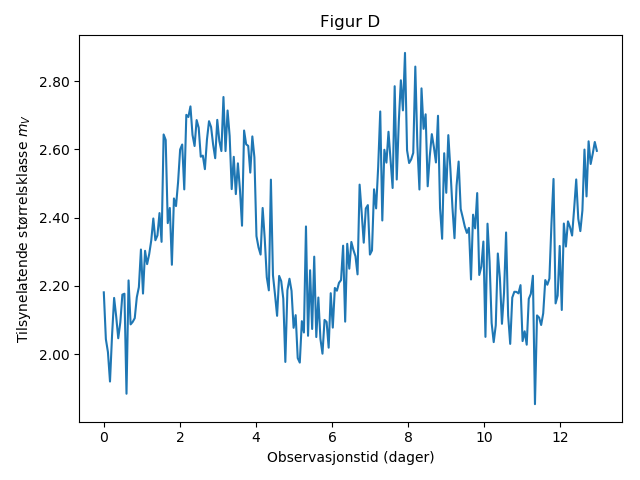 Figur D
Tilsynelatende størrelsklasse m_V
2.80
2.60
2.40
2.20
2.00
0 2 4 6 8 10 12
Observasjonstid (dager)